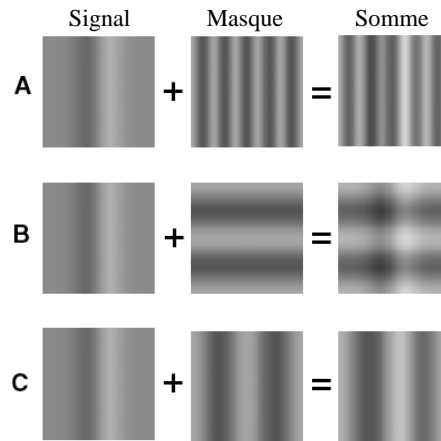 Signal Masque Somme
A + =
B + =
C + =